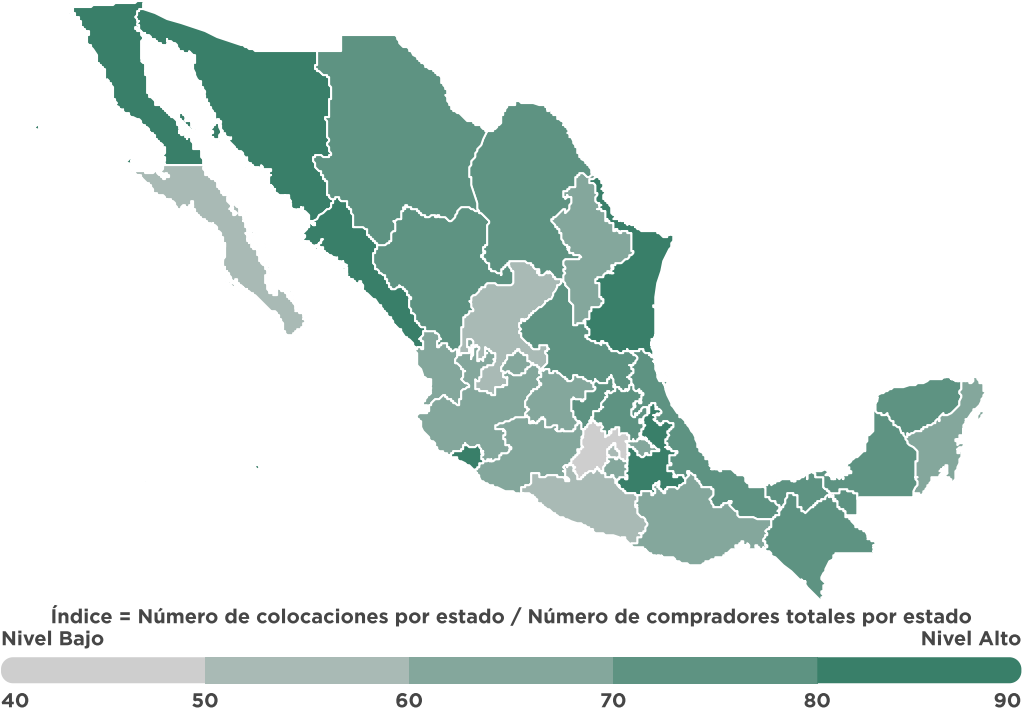 Índice = Número de colocaciones por estado / Número de compradores totales por estado
Nivel Bajo Nivel Alto
40 50 60 70 80 90